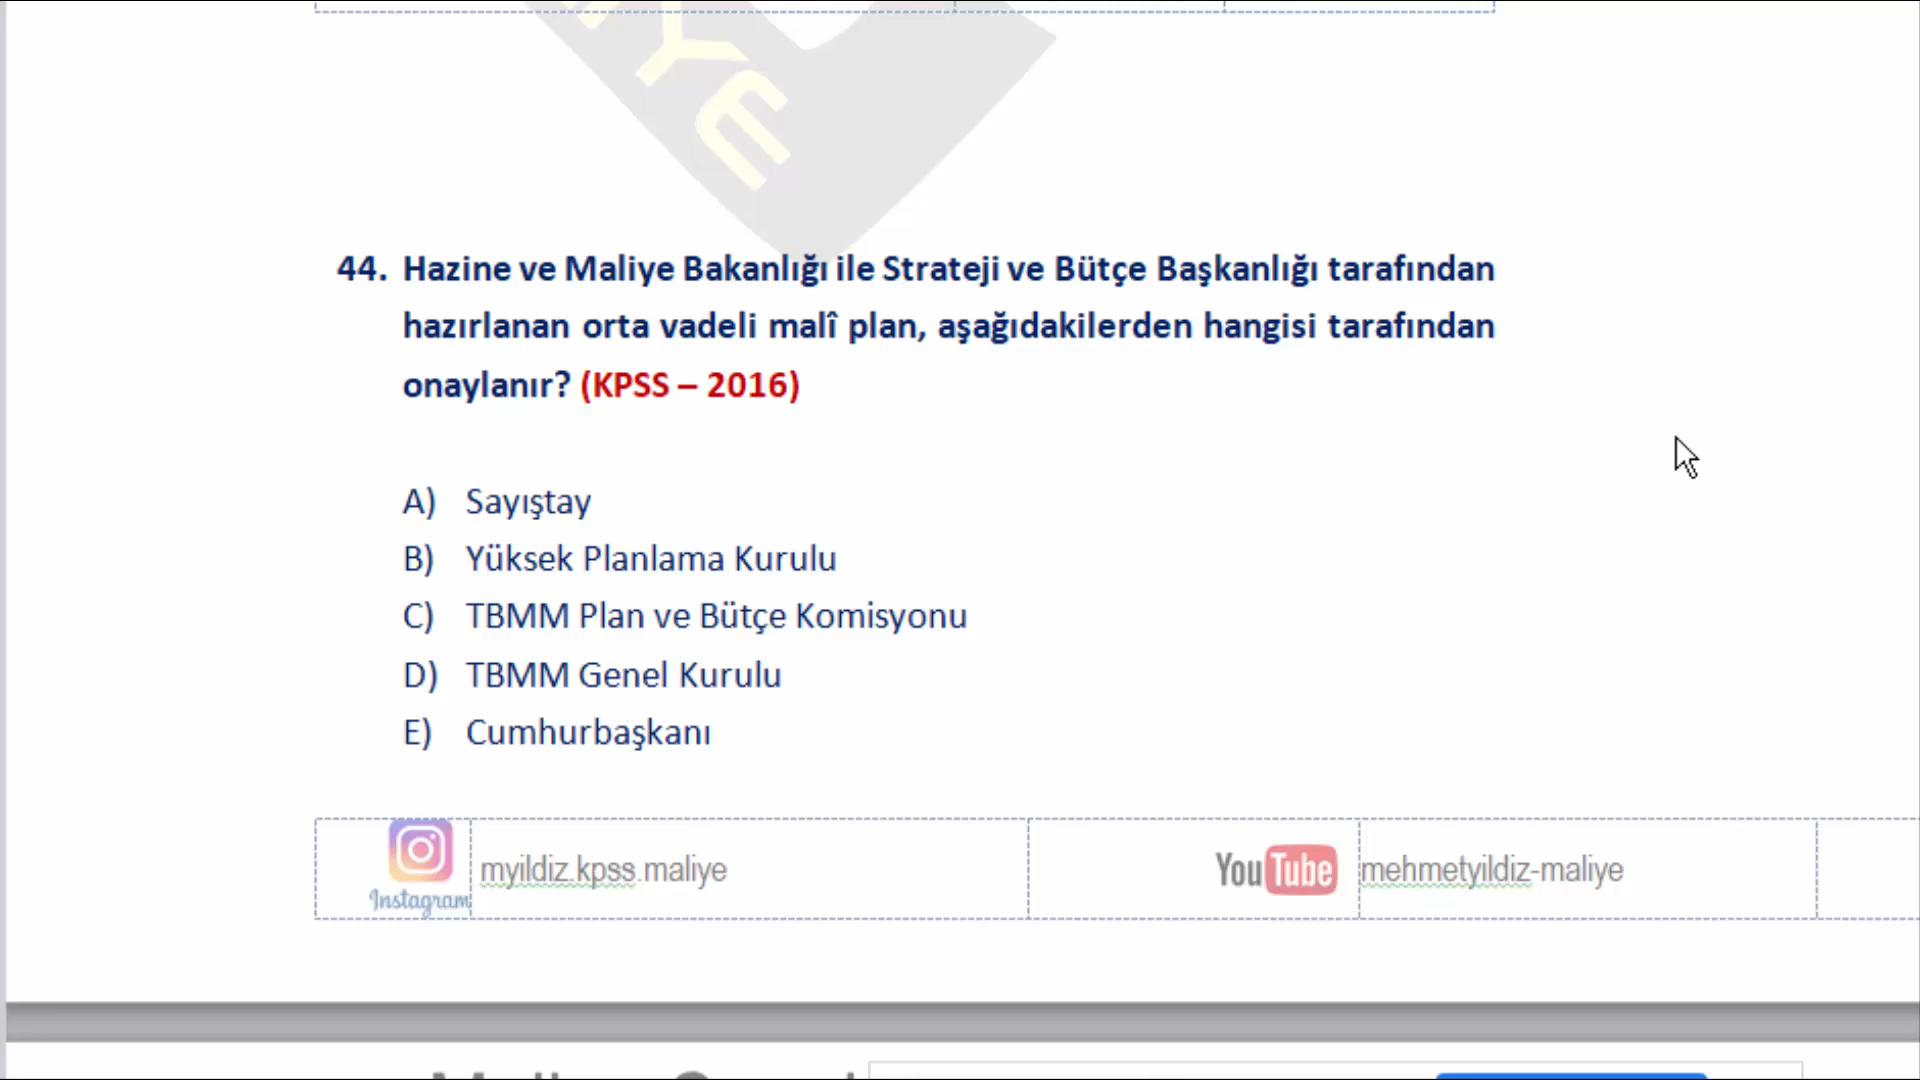 YE
44. Hazine ve Maliye Bakanlığı ile Strateji ve Bütçe Başkanlığı tarafından
hazırlanan orta vadeli malî plan, aşağıdakilerden hangisi tarafından
onaylanır? (KPSS – 2016)
A) Sayıştay
B) Yüksek Planlama Kurulu
C) TBMM Plan ve Bütçe Komisyonu
D) TBMM Genel Kurulu
E) Cumhurbaşkanı
Instagram myildiz.kpss.maliye YouTube mehmetyildiz-maliye